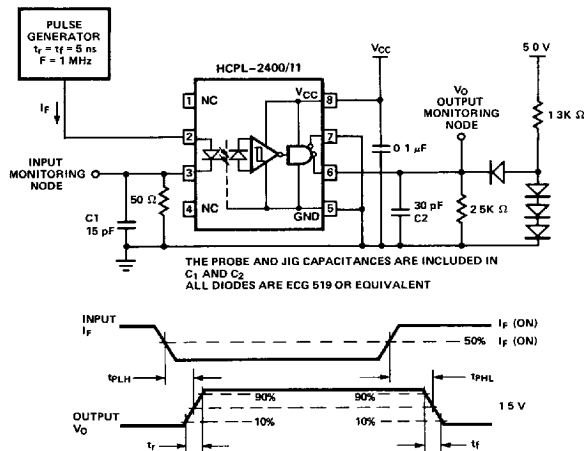 PULSE
GENERATOR
tr = tf = 5 ns
F = 1 MHz
IF
HCPL-2400/11
1
NC
2
3
4
NC
VCC
8
7
6
GND
5
INPUT
MONITORING
NODE
C1
15 pF
50 Ω
VCC
0 1 µF
30 pF
C2
VO
OUTPUT
MONITORING
NODE
5 0 V
1 3K Ω
2 5K Ω
THE PROBE AND JIG CAPACITANCES ARE INCLUDED IN
C1 AND C2
ALL DIODES ARE ECG 519 OR EQUIVALENT
INPUT
IF
IF (ON)
50% IF (ON)
tPLH
tPHL
90%
90%
1 5 V
10%
10%
OUTPUT
VO
tr
tf